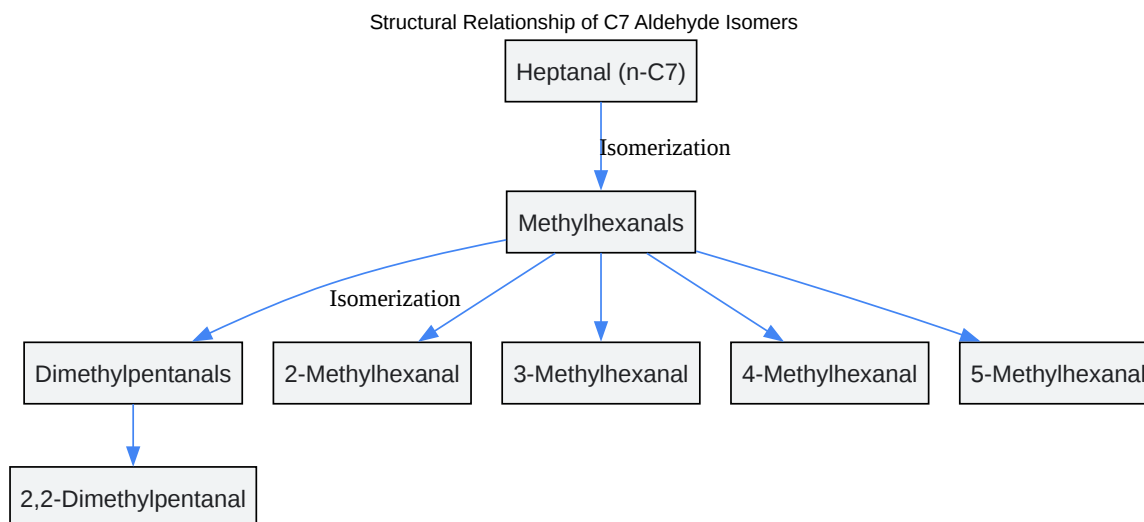 Structural Relationship of C7 Aldehyde Isomers
Heptanal (n-C7)
Isomerization
Methylhexanals
Isomerization
Dimethylpentanals
2-Methylhexanal
3-Methylhexanal
4-Methylhexanal
5-Methylhexanal
2,2-Dimethylpentanal